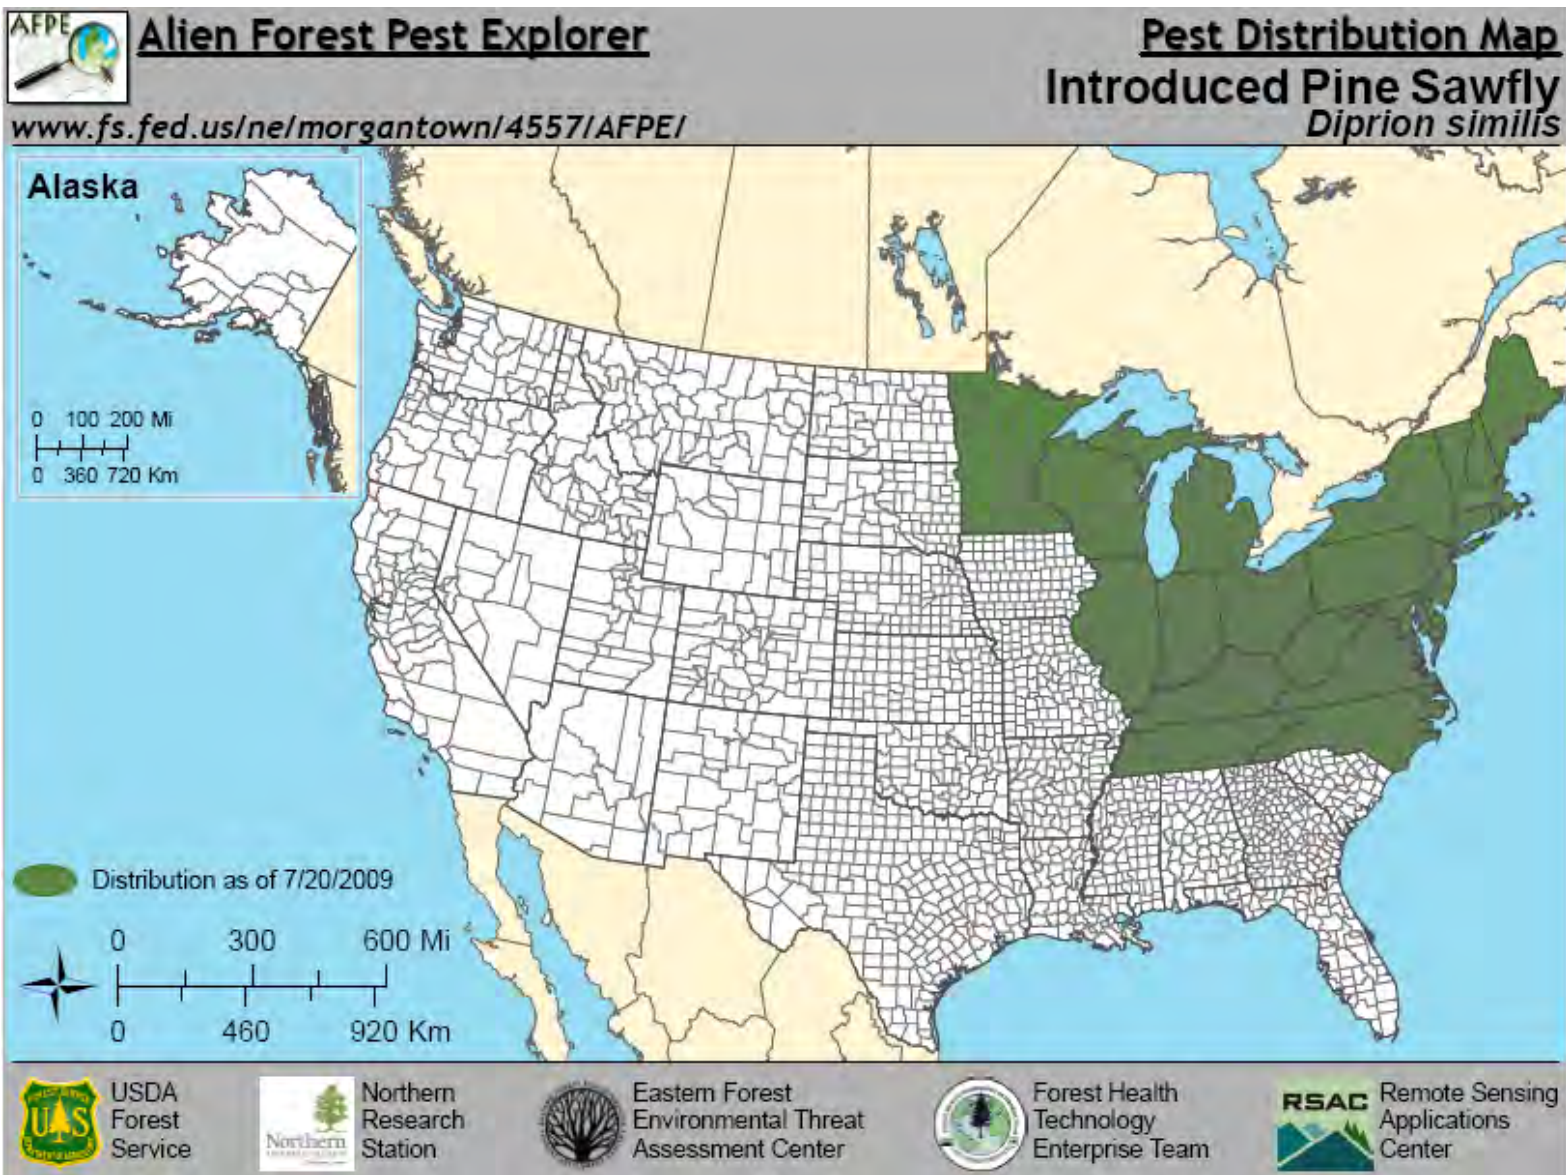 AFPE
Alien Forest Pest Explorer
www.fs.fed.us/ne/morgantown/4557/AFPE/
Pest Distribution Map
Introduced Pine Sawfly
Diprion similis
Alaska
0 100 200 Mi
0 360 720 Km
Distribution as of 7/20/2009
0 300 600 Mi
0 460 920 Km
USDA
Forest
Service
UAS
Northern
Northern
Research
Station
Eastern Forest
Environmental Threat
Assessment Center
Forest Health
Technology
Enterprise Team
RSAC
Remote Sensing
Applications
Center